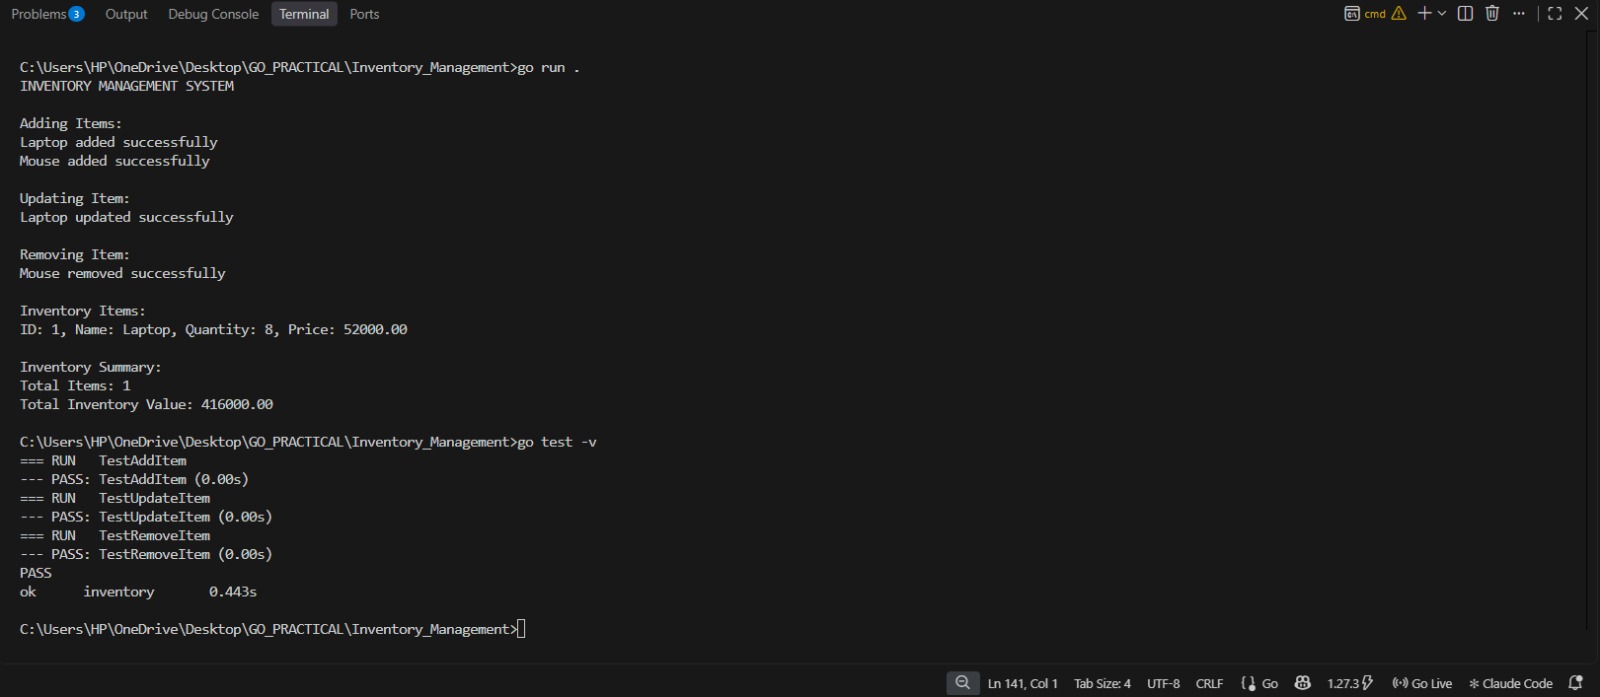 Problems 3 Output Debug Console Terminal Ports cmd
C:\Users\HP\OneDrive\Desktop\GO_PRACTICAL\Inventory_Management>go run .
INVENTORY MANAGEMENT SYSTEM
Adding Items:
Laptop added successfully
Mouse added successfully
Updating Item:
Laptop updated successfully
Removing Item:
Mouse removed successfully
Inventory Items:
ID: 1, Name: Laptop, Quantity: 8, Price: 52000.00
Inventory Summary:
Total Items: 1
Total Inventory Value: 416000.00
C:\Users\HP\OneDrive\Desktop\GO_PRACTICAL\Inventory_Management>go test -v
=== RUN   TestAddItem
--- PASS: TestAddItem (0.00s)
=== RUN   TestUpdateItem
--- PASS: TestUpdateItem (0.00s)
=== RUN   TestRemoveItem
--- PASS: TestRemoveItem (0.00s)
PASS
ok      inventory       0.443s
C:\Users\HP\OneDrive\Desktop\GO_PRACTICAL\Inventory_Management>
Ln 141, Col 1 Tab Size: 4 UTF-8 CRLF Go 1.27.3 Go Live Claude Code